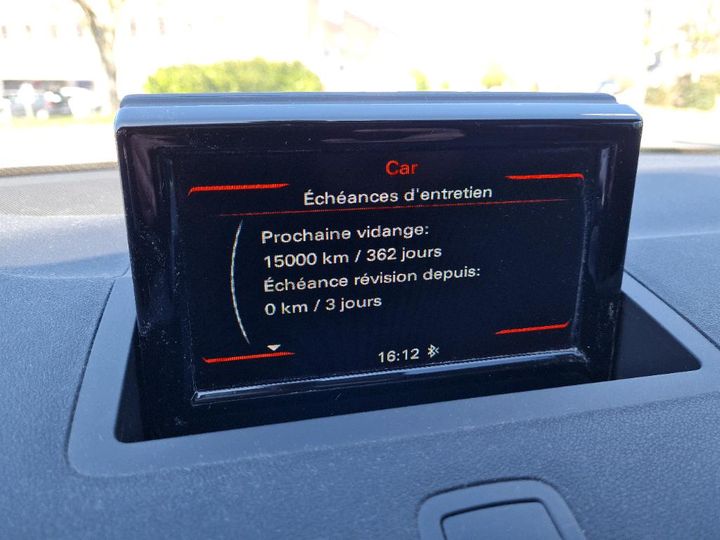 Car
Échéances d'entretien
Prochaine vidange:
15000 km / 362 jours
Échéance révision depuis:
0 km / 3 jours
16:12